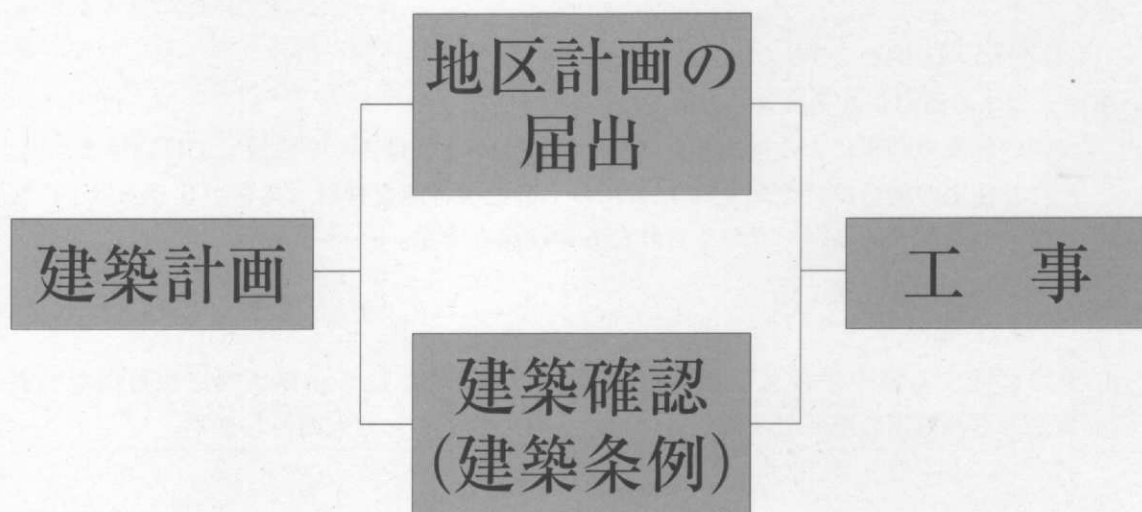 建築計画
地区計画の
届出
建築確認
(建築条例)
工 事